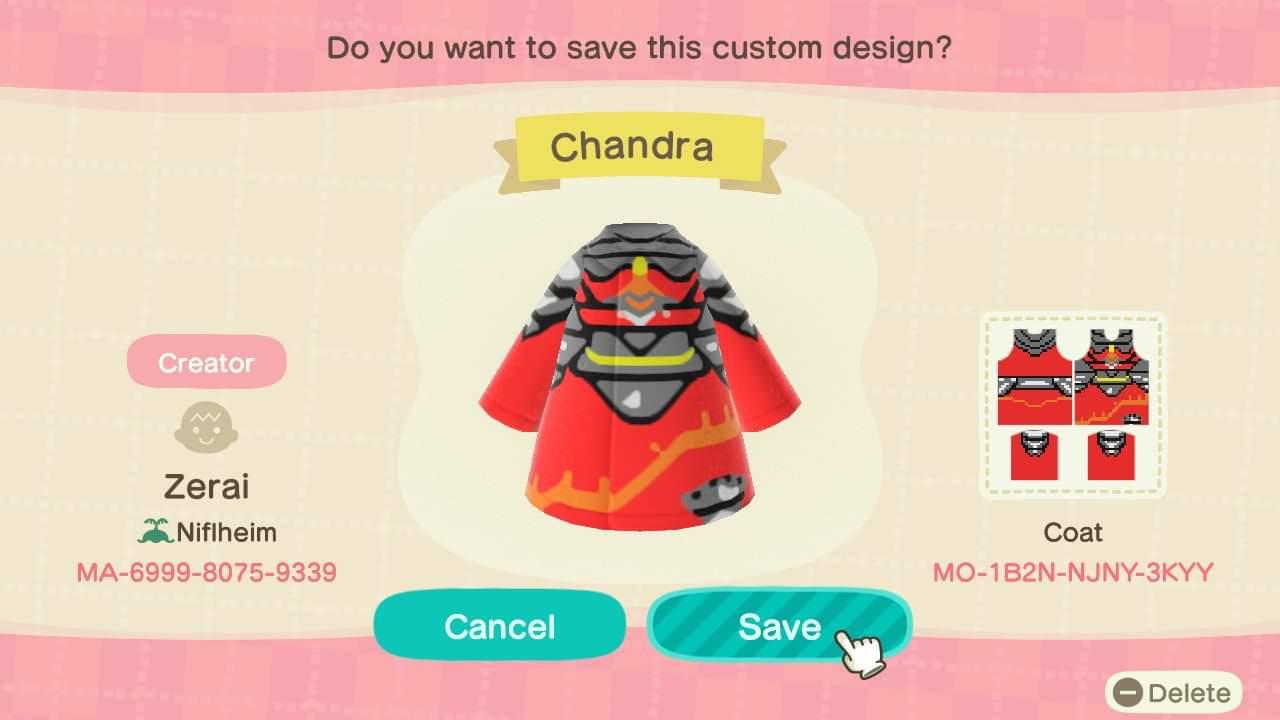 Do you want to save this custom design?
Chandra
Creator
Zerai
Niflheim
MA-6999-8075-9339
Coat
MO-1B2N-NJNY-3KYY
Cancel
Save
Delete